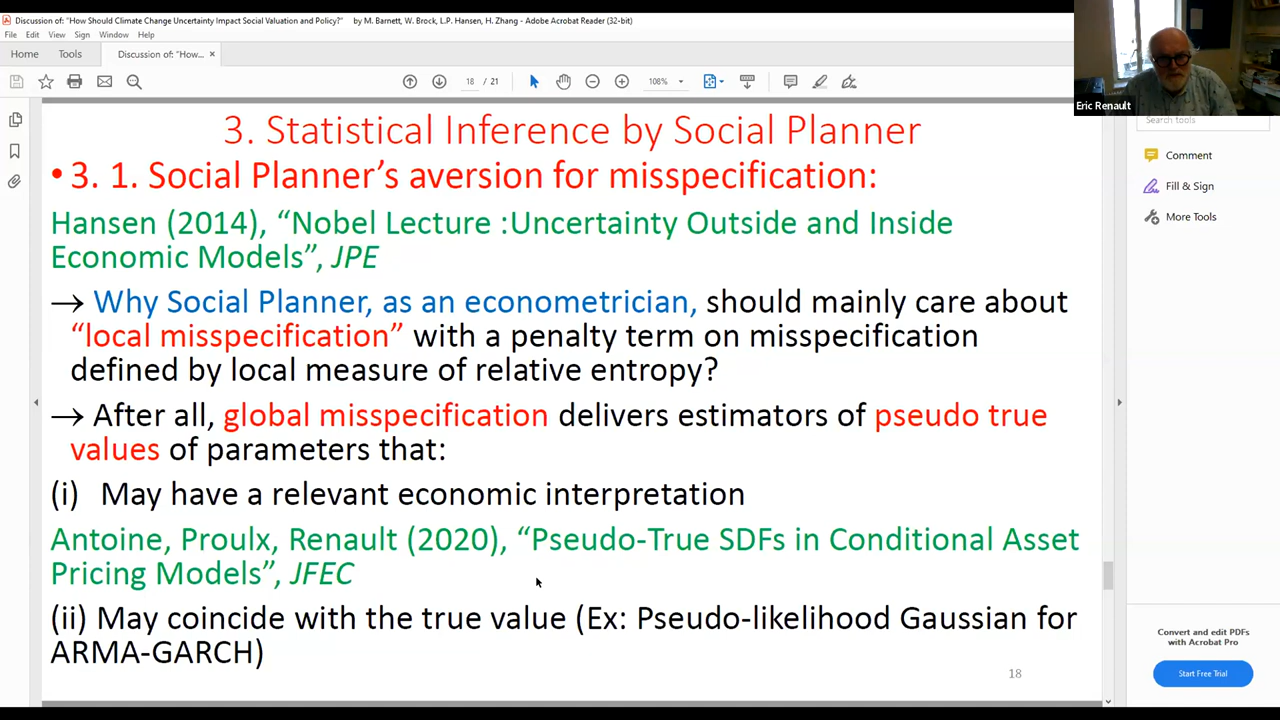 Discussion of: "How Should Climate Change Uncertainty Impact Social Valuation and Policy?" by M. Barnett, W. Brock, L.P. Hansen, H. Zhang - Adobe Acrobat Reader (32-bit)
File Edit View Sign Window Help
Home Tools Discussion of: "How... ×
18 / 21 108%
Eric Renault
Search tools
Comment
Fill & Sign
More Tools
3. Statistical Inference by Social Planner
• 3. 1. Social Planner's aversion for misspecification:
Hansen (2014), "Nobel Lecture :Uncertainty Outside and Inside
Economic Models", JPE
→ Why Social Planner, as an econometrician, should mainly care about
"local misspecification" with a penalty term on misspecification
defined by local measure of relative entropy?
→ After all, global misspecification delivers estimators of pseudo true
values of parameters that:
(i) May have a relevant economic interpretation
Antoine, Proulx, Renault (2020), "Pseudo-True SDFs in Conditional Asset
Pricing Models", JFEC
(ii) May coincide with the true value (Ex: Pseudo-likelihood Gaussian for
ARMA-GARCH)
18
Convert and edit PDFs
with Acrobat Pro
Start Free Trial